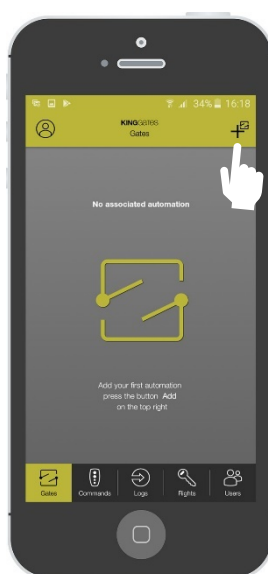 34% 16:18
KINGGATES
Gates
No associated automation
Add your first automation
press the button Add
on the top right
Gates Commands Logs Rights Users